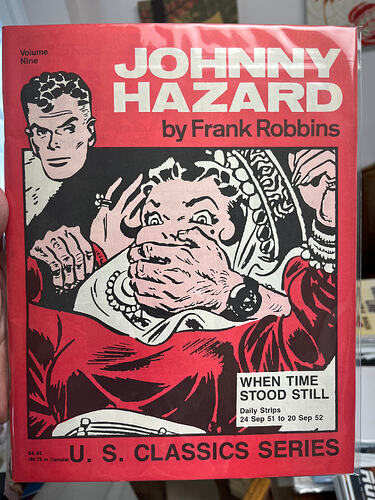 Volume
Nine
JOHNNY
HAZARD
by Frank Robbins
WHEN TIME
STOOD STILL
Daily Strips
24 Sep 51 to 20 Sep 52
U. S. CLASSICS SERIES